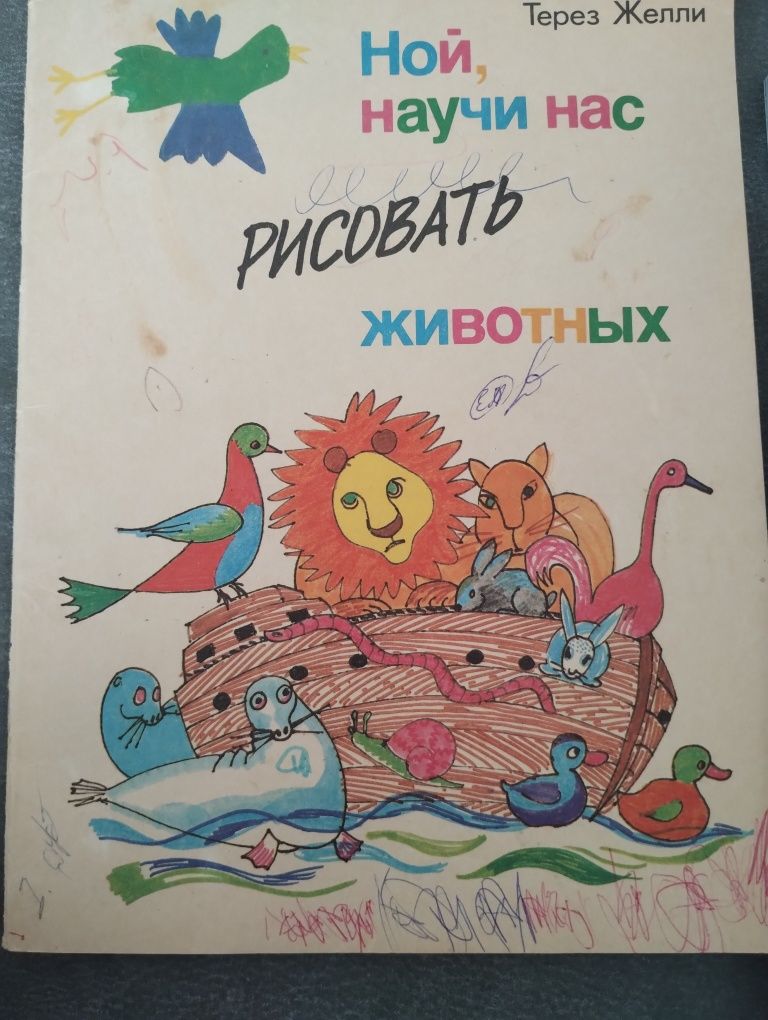 Терез Желли
Ной,
научи нас
РИСОВАТЬ
животных